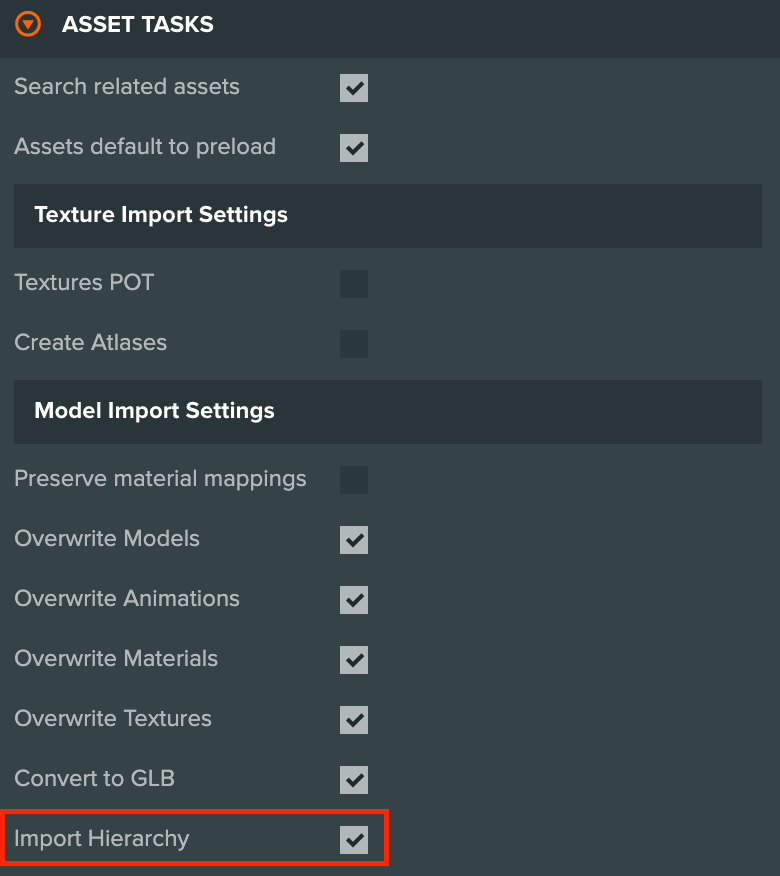 ASSET TASKS
Search related assets
Assets default to preload
Texture Import Settings
Textures POT
Create Atlases
Model Import Settings
Preserve material mappings
Overwrite Models
Overwrite Animations
Overwrite Materials
Overwrite Textures
Convert to GLB
Import Hierarchy